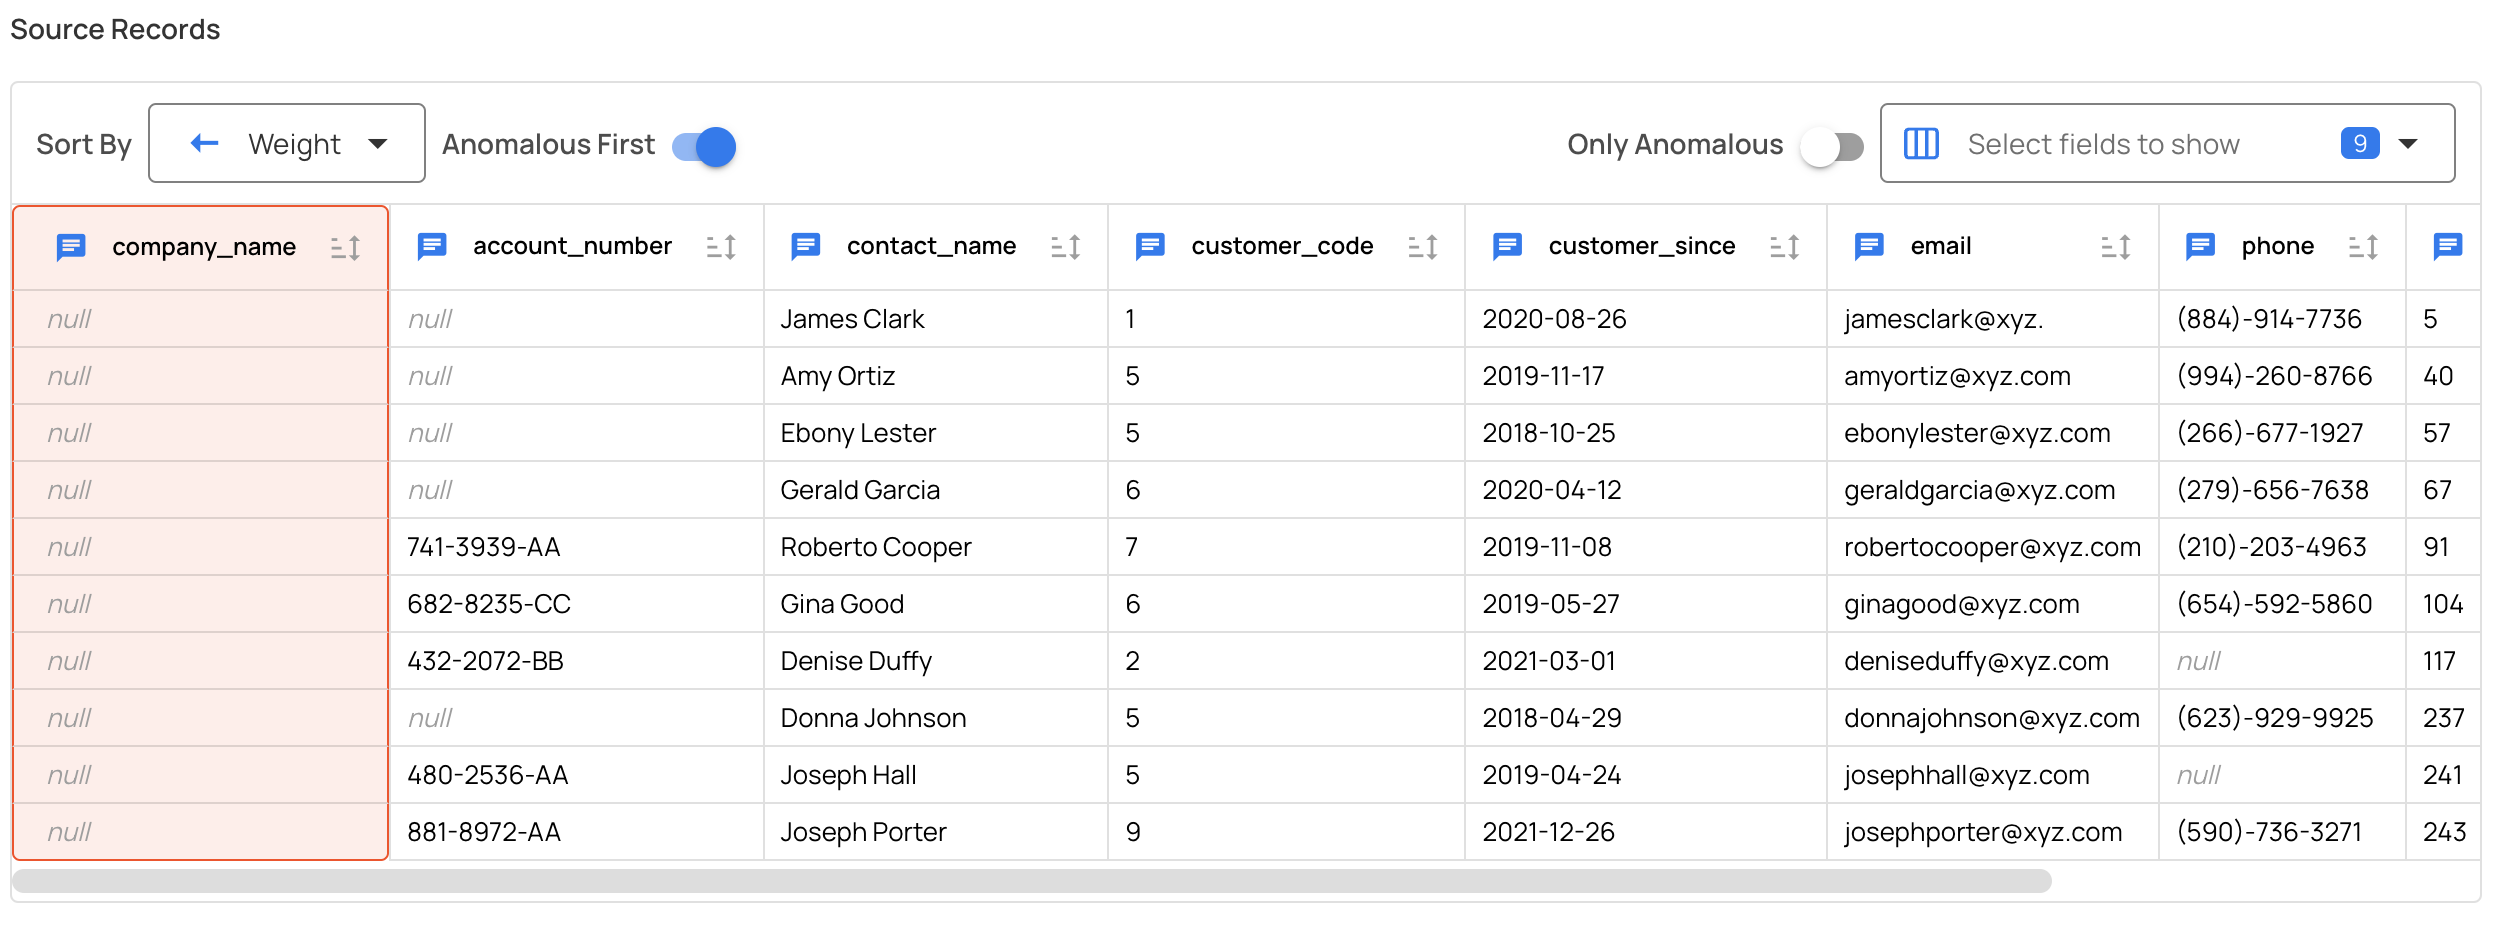 Source Records
Sort By Weight Anomalous First Only Anomalous Select fields to show 9
company_name account_number contact_name customer_code customer_since email phone
null null James Clark 1 2020-08-26 jamesclark@xyz. (884)-914-7736 5
null null Amy Ortiz 5 2019-11-17 amyortiz@xyz.com (994)-260-8766 40
null null Ebony Lester 5 2018-10-25 ebonylester@xyz.com (266)-677-1927 57
null null Gerald Garcia 6 2020-04-12 geraldgarcia@xyz.com (279)-656-7638 67
null 741-3939-AA Roberto Cooper 7 2019-11-08 robertocooper@xyz.com (210)-203-4963 91
null 682-8235-CC Gina Good 6 2019-05-27 ginagood@xyz.com (654)-592-5860 104
null 432-2072-BB Denise Duffy 2 2021-03-01 deniseduffy@xyz.com null 117
null null Donna Johnson 5 2018-04-29 donnajohnson@xyz.com (623)-929-9925 237
null 480-2536-AA Joseph Hall 5 2019-04-24 josephhall@xyz.com null 241
null 881-8972-AA Joseph Porter 9 2021-12-26 josephporter@xyz.com (590)-736-3271 243